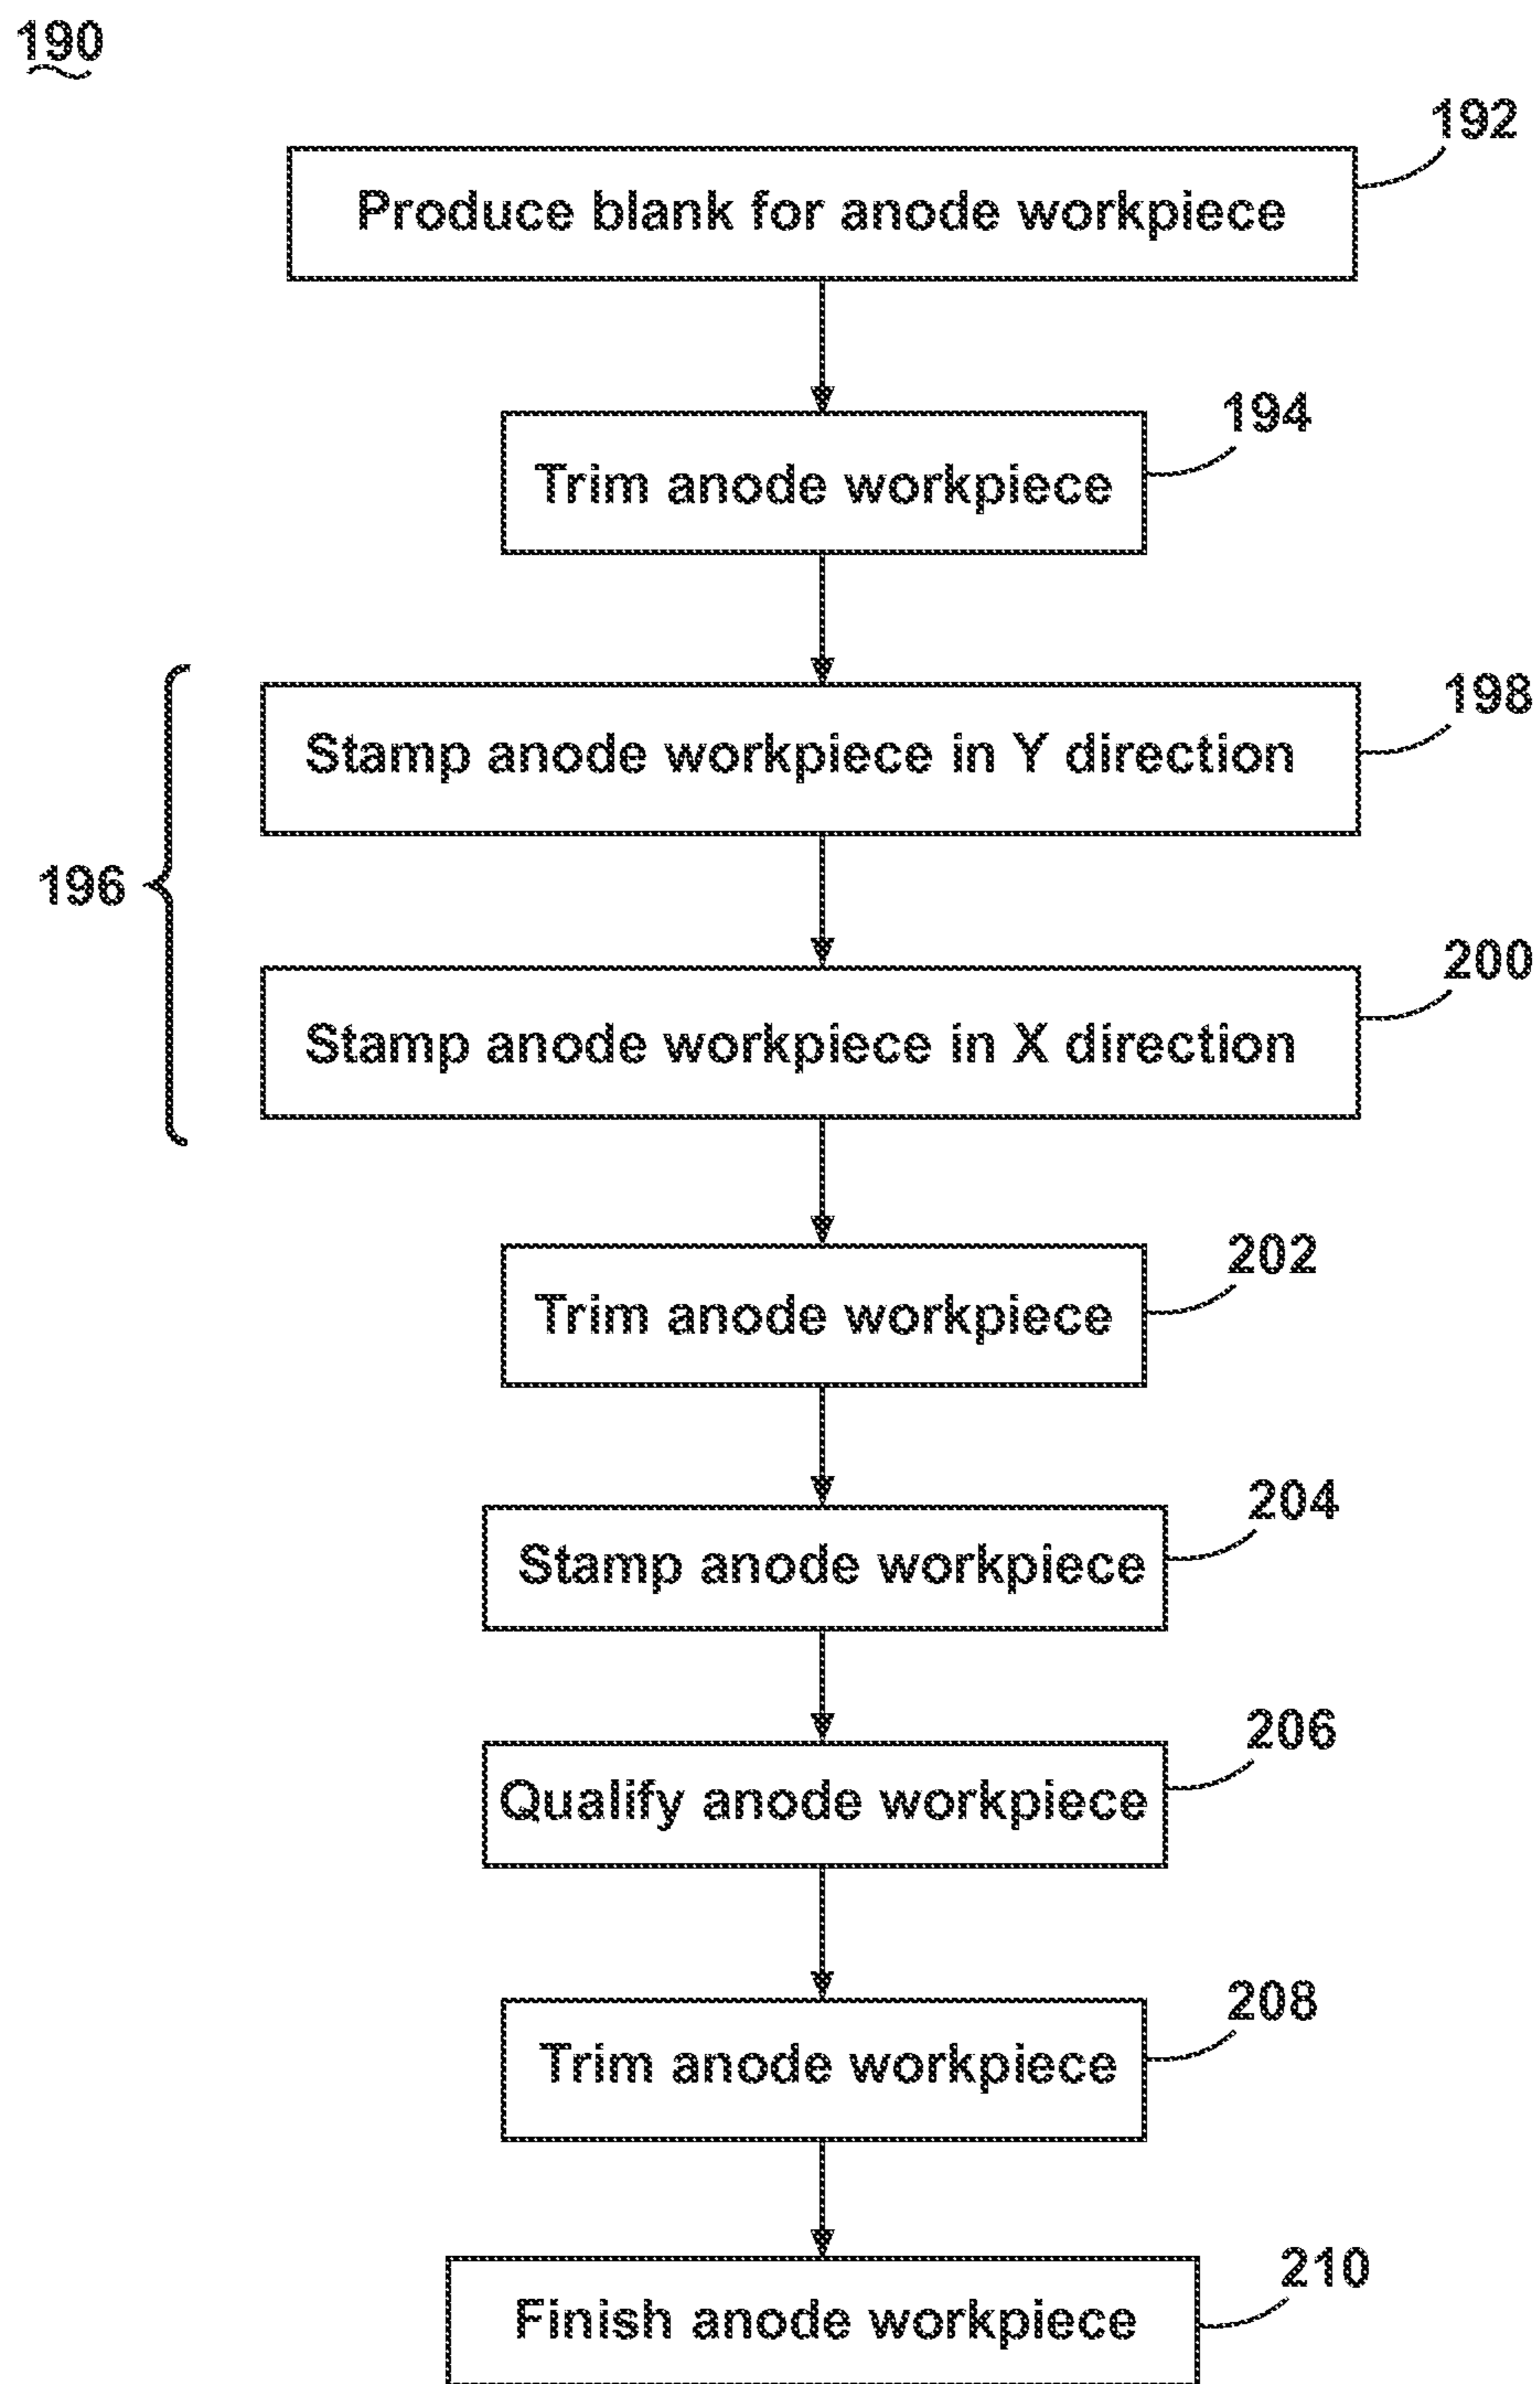 190
192
Produce blank for anode workpiece
194
Trim anode workpiece
198
Stamp anode workpiece in Y direction
196
200
Stamp anode workpiece in X direction
202
Trim anode workpiece
204
Stamp anode workpiece
206
Qualify anode workpiece
208
Trim anode workpiece
210
Finish anode workpiece